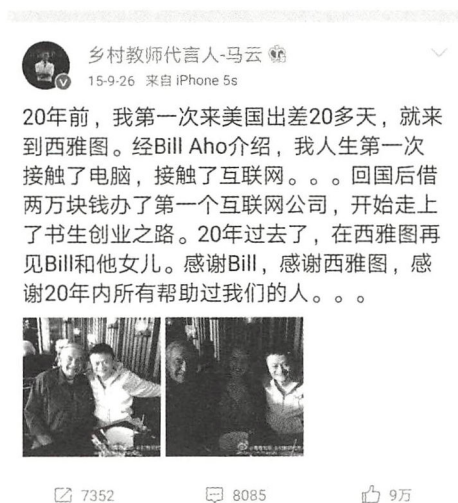 乡村教师代言人-马云
15-9-26 来自 iPhone 5s
20年前，我第一次来美国出差20多天，就来
到西雅图。经Bill Aho介绍，我人生第一次
接触了电脑，接触了互联网。。。回国后借
两万块钱办了第一个互联网公司，开始走上
了书生创业之路。20年过去了，在西雅图再
见Bill和他女儿。感谢Bill，感谢西雅图，感
谢20年内所有帮助过我们的人。。。
7352 8085 9万